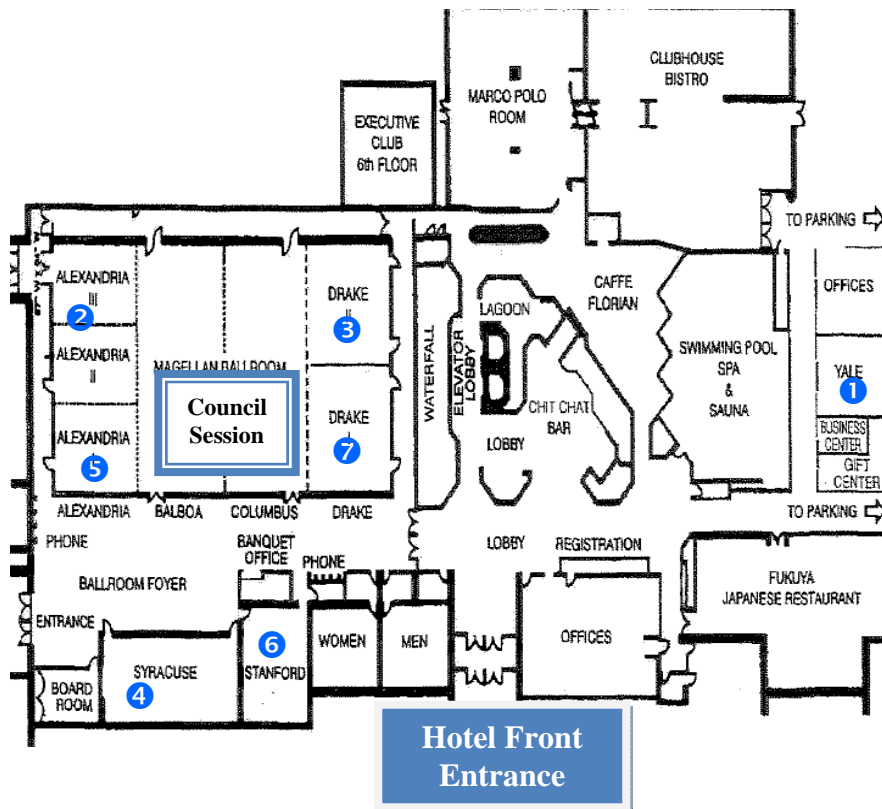 CLUBHOUSE
BISTRO
MARCO POLO
ROOM
EXECUTIVE
CLUB
6th FLOOR
TO PARKING
ALEXANDRIA
III
2
DRAKE
II
3
LAGOON
CAFFE
FLORIAN
OFFICES
WATERFALL
ELEVATOR
LOBBY
SWIMMING POOL
SPA
&
SAUNA
YALE
1
ALEXANDRIA
II
MAGELLAN BALLROOM
Council
Session
DRAKE
I
7
CHIT CHAT
BAR
ALEXANDRIA
I
5
LOBBY
BUSINESS
CENTER
GIFT
CENTER
ALEXANDRIA
BALBOA
COLUMBUS
DRAKE
TO PARKING
PHONE
BANQUET
OFFICE
PHONE
LOBBY
REGISTRATION
BALLROOM FOYER
FUKUYA
JAPANESE RESTAURANT
ENTRANCE
WOMEN
MEN
OFFICES
6
STANFORD
SYRACUSE
4
BOARD
ROOM
Hotel Front
Entrance